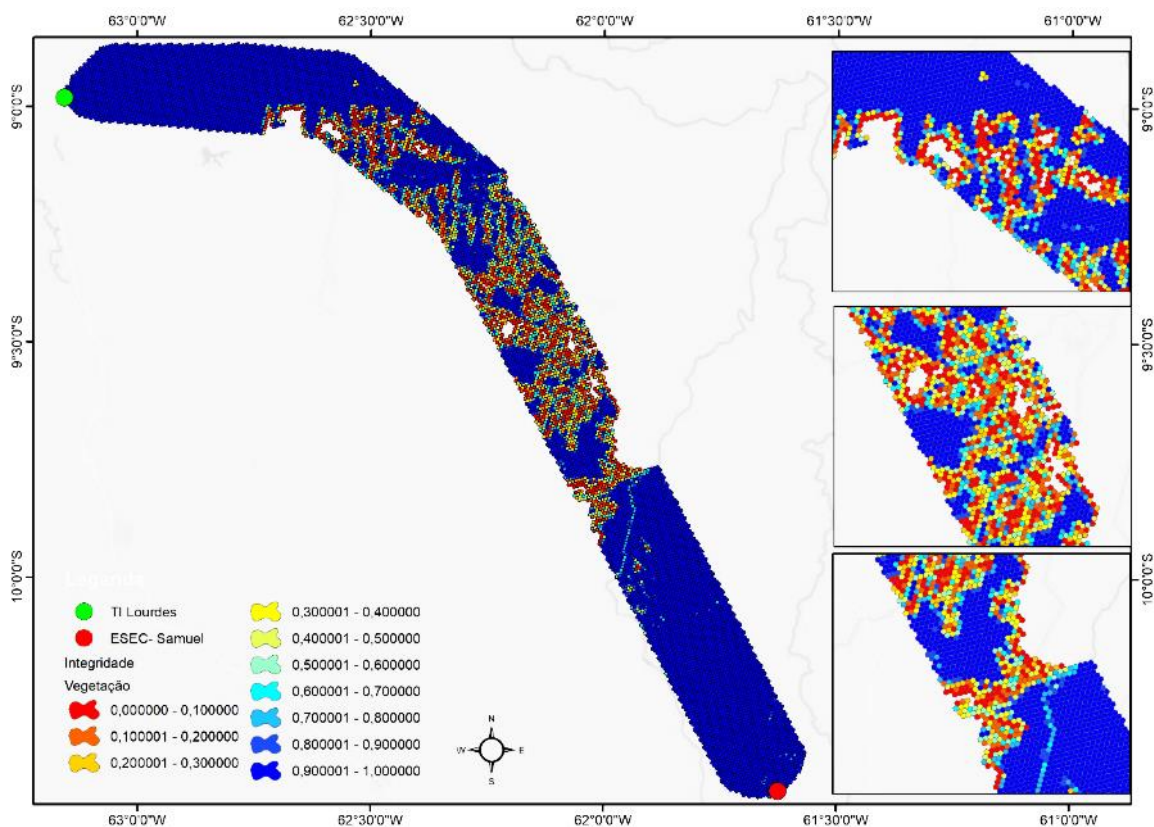 63°0'0"W 62°30'0"W 62°0'0"W 61°30'0"W 61°0'0"W
9°0'0"S
9°30'0"S
10°0'0"S
9°0'0"S
9°30'0"S
10°0'0"S
Legenda
TI Lourdes
ESEC- Samuel
Integridade
Vegetação
0,000000 - 0,100000
0,100001 - 0,200000
0,200001 - 0,300000
0,300001 - 0,400000
0,400001 - 0,500000
0,500001 - 0,600000
0,600001 - 0,700000
0,700001 - 0,800000
0,800001 - 0,900000
0,900001 - 1,000000
N
W E
S
63°0'0"W 62°30'0"W 62°0'0"W 61°30'0"W 61°0'0"W